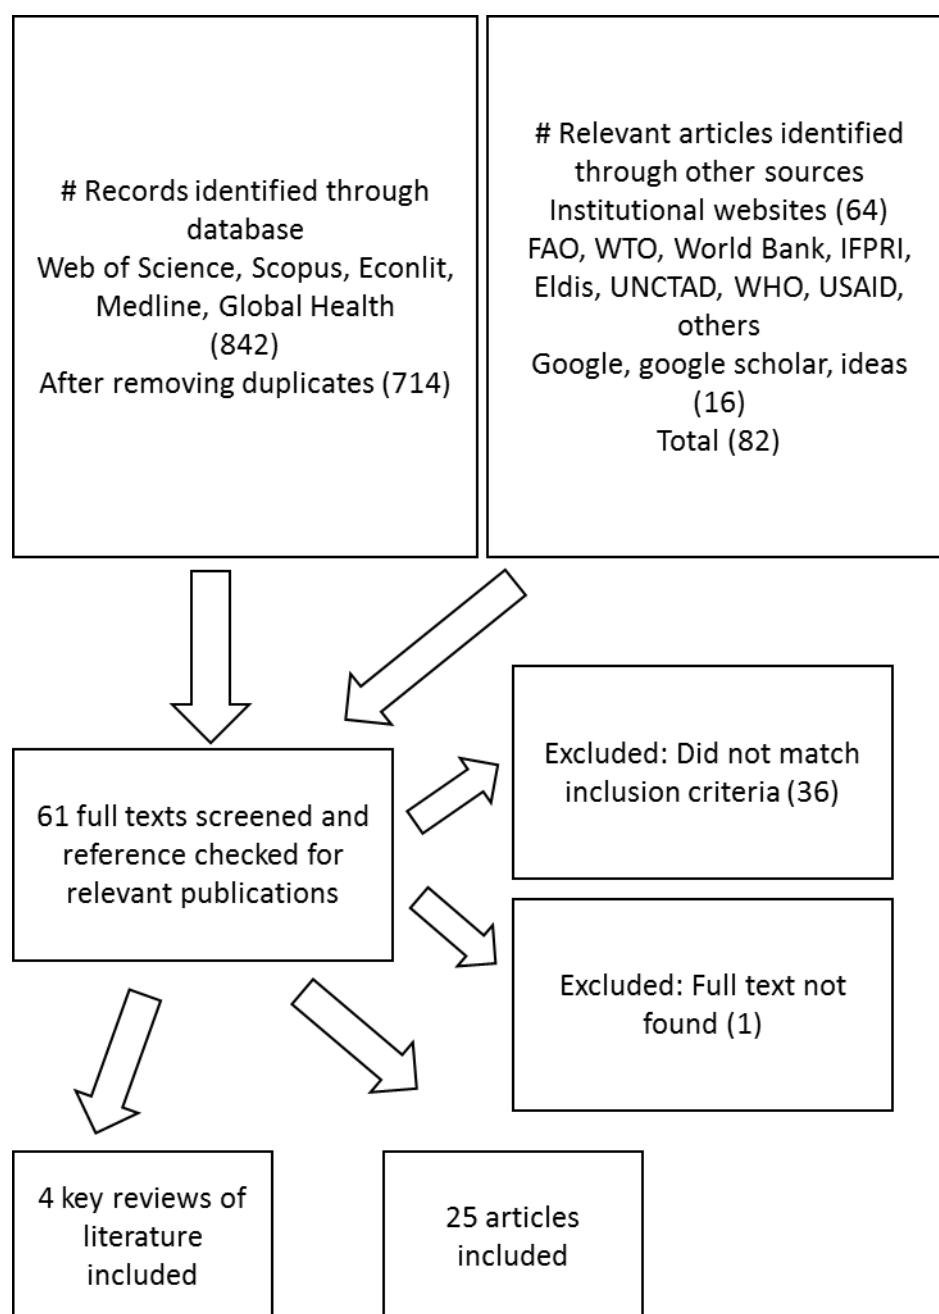 # Records identified through
database
Web of Science, Scopus, Econlit,
Medline, Global Health
(842)
After removing duplicates (714)
# Relevant articles identified
through other sources
Institutional websites (64)
FAO, WTO, World Bank, IFPRI,
Eldis, UNCTAD, WHO, USAID,
others
Google, google scholar, ideas
(16)
Total (82)
61 full texts screened and
reference checked for
relevant publications
Excluded: Did not match
inclusion criteria (36)
Excluded: Full text not
found (1)
4 key reviews of
literature
included
25 articles
included